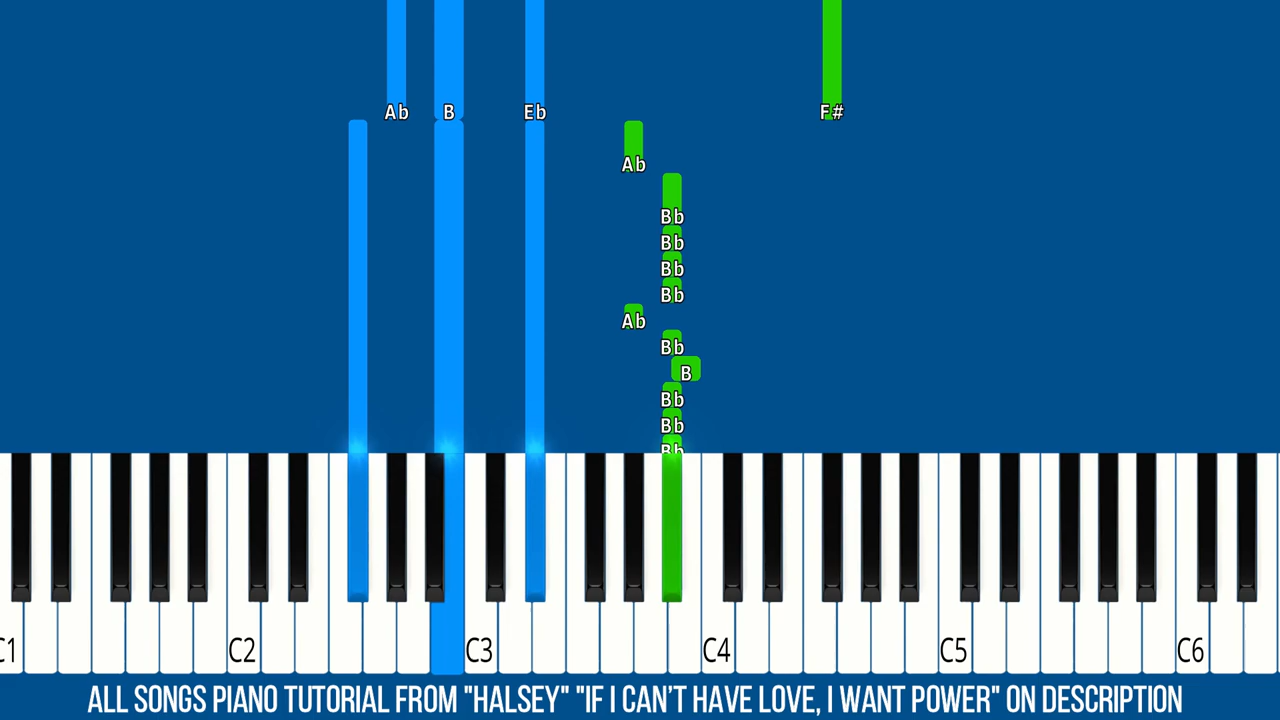 Ab B Eb F#
Ab
Bb
Bb
Bb
Bb
Ab
Bb
B
Bb
Bb
Bb
C1 C2 C3 C4 C5 C6
ALL SONGS PIANO TUTORIAL FROM "HALSEY" "IF I CAN'T HAVE LOVE, I WANT POWER" ON DESCRIPTION